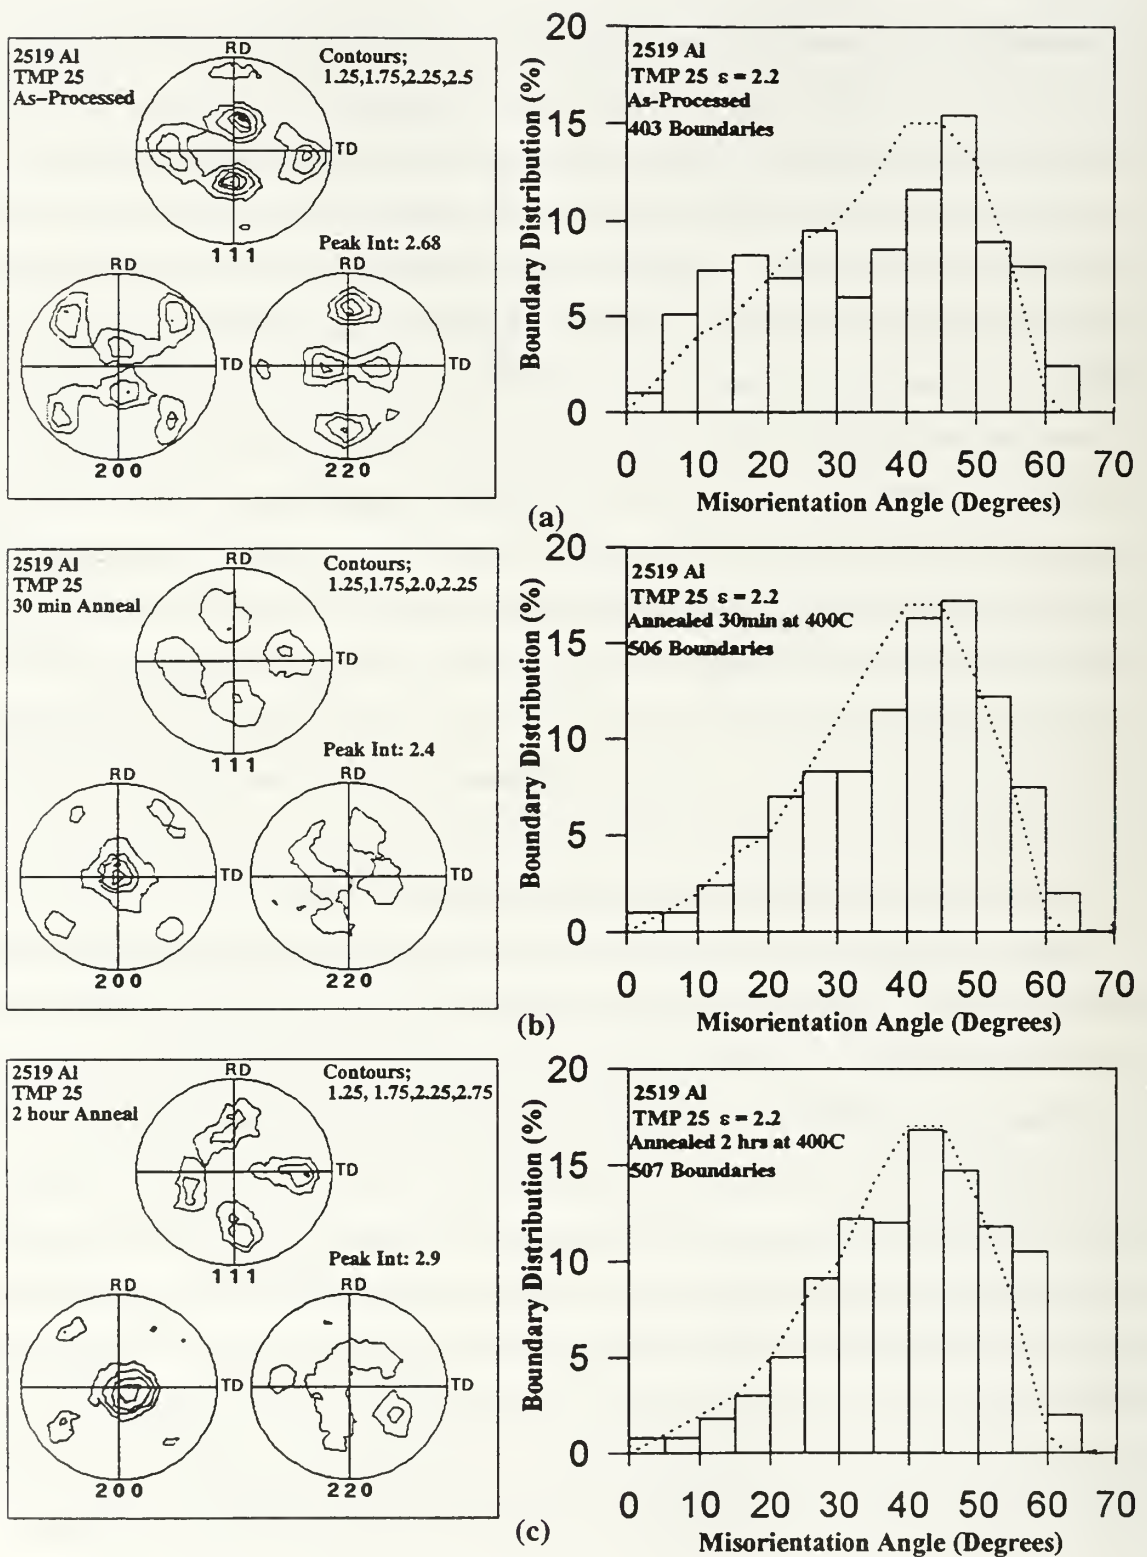 2519 Al
TMP 25
As-Processed
Contours;
1.25,1.75,2.25,2.5
RD
TD
111
Peak Int: 2.68
RD
TD
200
RD
TD
220
20
15
10
5
0
Boundary Distribution (%)
2519 Al
TMP 25 ε = 2.2
As-Processed
403 Boundaries
0 10 20 30 40 50 60 70
Misorientation Angle (Degrees)
(a)
2519 Al
TMP 25
30 min Anneal
Contours;
1.25,1.75,2.0,2.25
RD
TD
111
Peak Int: 2.4
RD
TD
200
RD
TD
220
20
15
10
5
0
Boundary Distribution (%)
2519 Al
TMP 25 ε = 2.2
Annealed 30min at 400C
506 Boundaries
0 10 20 30 40 50 60 70
Misorientation Angle (Degrees)
(b)
2519 Al
TMP 25
2 hour Anneal
Contours;
1.25, 1.75,2.25,2.75
RD
TD
111
Peak Int: 2.9
RD
TD
200
RD
TD
220
20
15
10
5
0
Boundary Distribution (%)
2519 Al
TMP 25 ε = 2.2
Annealed 2 hrs at 400C
507 Boundaries
0 10 20 30 40 50 60 70
Misorientation Angle (Degrees)
(c)